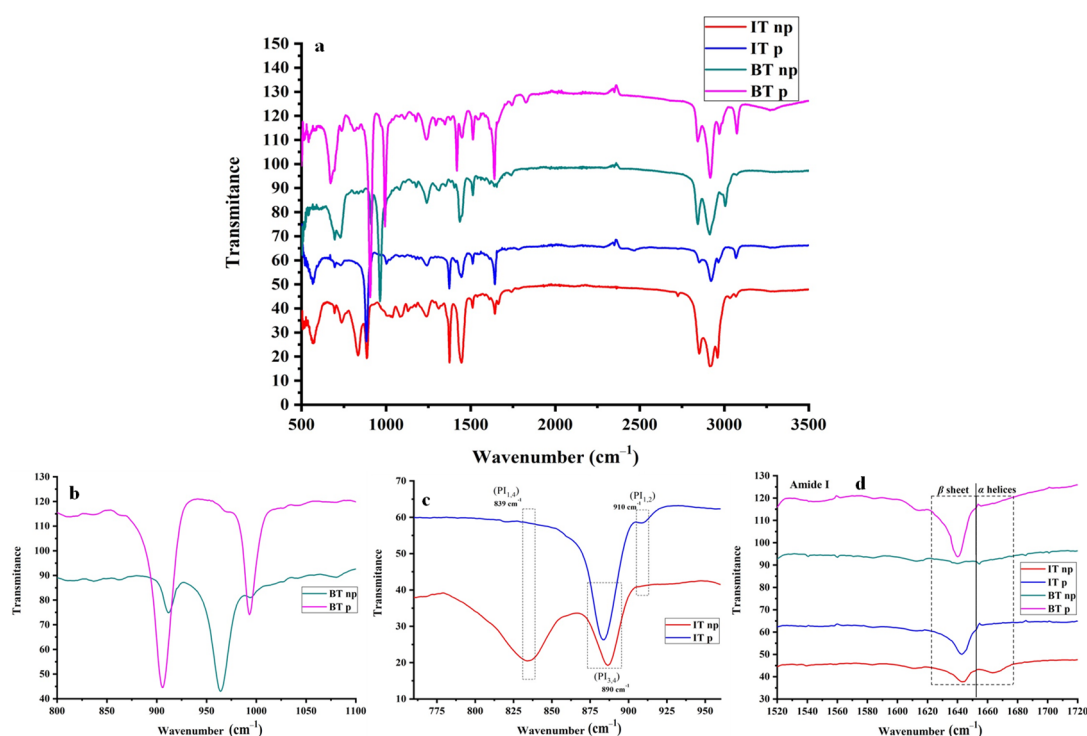 a
IT np
IT p
BT np
BT p
150
140
130
120
110
100
90
80
70
60
50
40
30
20
10
0
Transmitance
500
1000
1500
2000
2500
3000
3500
Wavenumber (cm⁻¹)
b
130
120
110
100
90
80
70
60
50
40
Transmitance
BT np
BT p
800
850
900
950
1000
1050
1100
Wavenumber (cm⁻¹)
c
(PI1,4)
839 cm⁻¹
(PI1,2)
910 cm⁻¹
70
60
50
40
30
20
10
Transmitance
IT np
IT p
(PI3,4)
890 cm⁻¹
775
800
825
850
875
900
925
950
Wavenumber (cm⁻¹)
d
Amide I
β sheet
α helices
130
120
110
100
90
80
70
60
50
40
30
Transmitance
IT np
IT p
BT np
BT p
1520
1540
1560
1580
1600
1620
1640
1660
1680
1700
1720
Wavenumber (cm⁻¹)